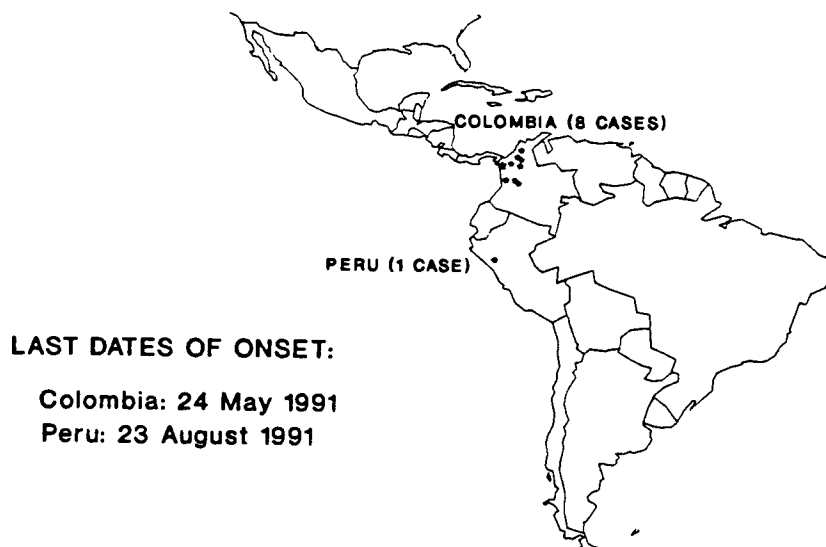 COLOMBIA (8 CASES)
PERU (1 CASE)
LAST DATES OF ONSET:
Colombia: 24 May 1991
Peru: 23 August 1991